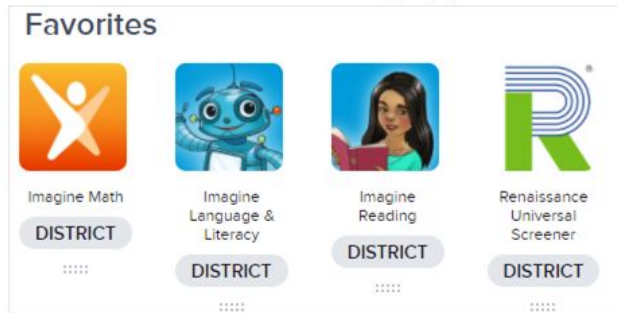 Favorites
Imagine Math
DISTRICT
Imagine
Language &
Literacy
DISTRICT
Imagine
Reading
DISTRICT
R
®
Renaissance
Universal
Screener
DISTRICT